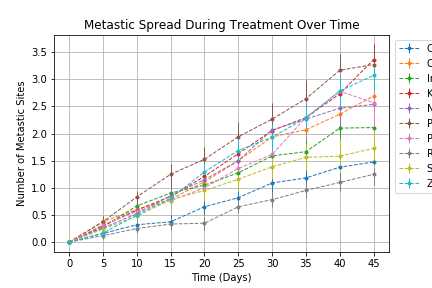 Metastic Spread During Treatment Over Time
Number of Metastic Sites
3.5
3.0
2.5
2.0
1.5
1.0
0.5
0.0
0 5 10 15 20 25 30 35 40 45
Time (Days)